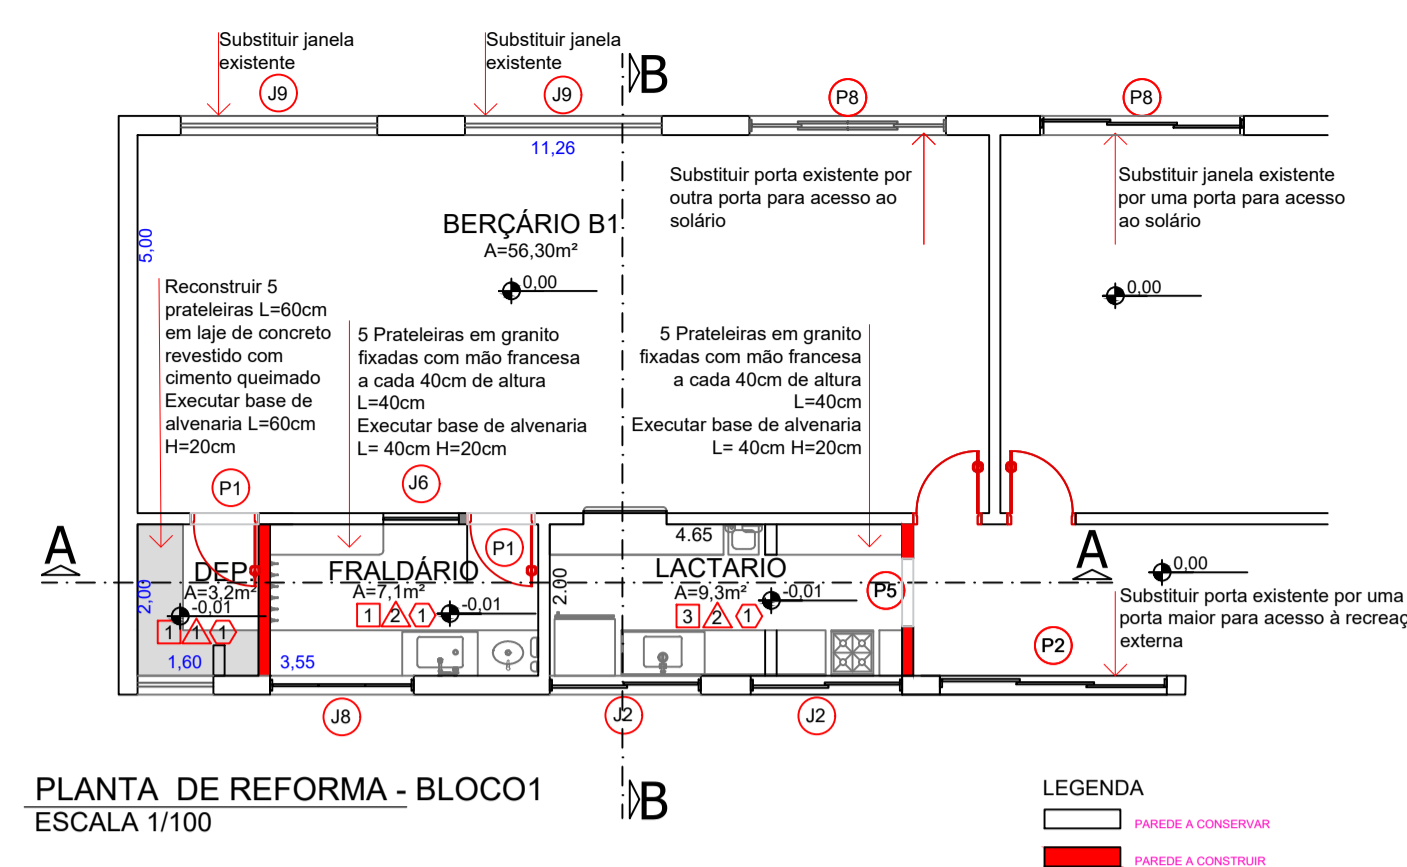 Substituir janela
existente
J9
Substituir janela
existente
J9
B
P8
P8
11,26
Substituir porta existente por
outra porta para acesso ao
solário
Substituir janela existente
por uma porta para acesso
ao solário
BERÇÁRIO B1
A=56,30m²
0,00
0,00
5,00
Reconstruir 5
prateleiras L=60cm
em laje de concreto
revestido com
cimento queimado
Executar base de
alvenaria L=60cm
H=20cm
5 Prateleiras em granito
fixadas com mão francesa
a cada 40cm de altura
L=40cm
Executar base de alvenaria
L= 40cm H=20cm
5 Prateleiras em granito
fixadas com mão francesa
a cada 40cm de altura
L=40cm
Executar base de alvenaria
L= 40cm H=20cm
P1
J6
P1
4.65
A
A
DEP.
A=3,2m²
-0,01
1 1 1
2,00
1,60
FRALDÁRIO
A=7,1m²
-0,01
1 2 1
3,55
2.00
LACTÁRIO
A=9,3m²
-0,01
3 2 1
P5
0,00
Substituir porta existente por uma
porta maior para acesso à recreaç
externa
P2
J8
J2
J2
B
PLANTA DE REFORMA - BLOCO1
ESCALA 1/100
LEGENDA
PAREDE A CONSERVAR
PAREDE A CONSTRUIR